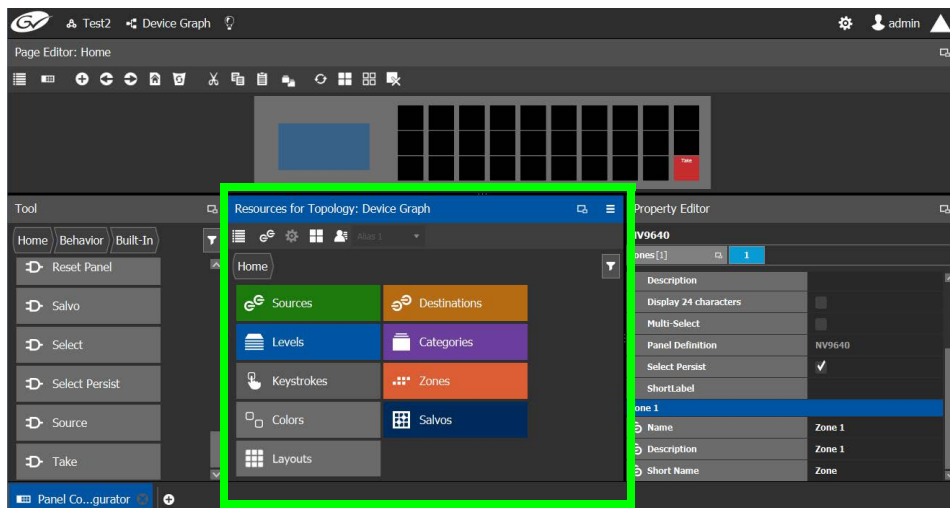 GV Test2 Device Graph admin
Page Editor: Home
Take
Tool
Home Behavior Built-In
Reset Panel
Salvo
Select
Select Persist
Source
Take
Resources for Topology: Device Graph
Alias 1
Home
Sources Destinations
Levels Categories
Keystrokes Zones
Colors Salvos
Layouts
Property Editor
NV9640
ones[1] 1
Description
Display 24 characters
Multi-Select
Panel Definition NV9640
Select Persist
ShortLabel
one 1
Name Zone 1
Description Zone 1
Short Name Zone
Panel Co...gurator